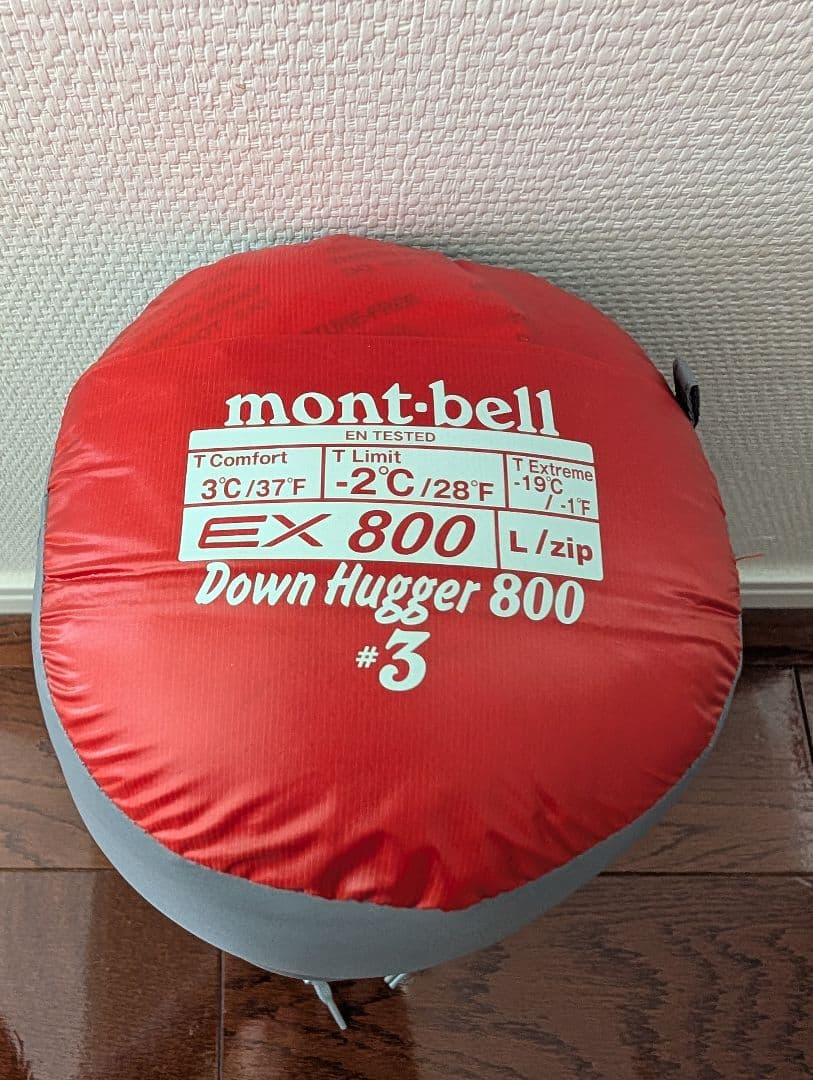 mont-bell
EN TESTED
T Comfort
3℃/37°F
T Limit
-2℃/28°F
T Extreme
-19℃
/ -1°F
EX 800
L/zip
Down Hugger 800
#3